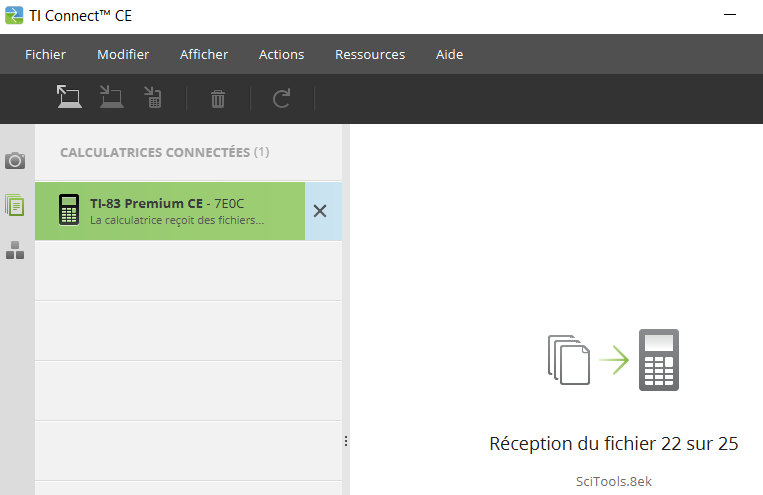 TI Connect™ CE
Fichier Modifier Afficher Actions Ressources Aide
CALCULATRICES CONNECTÉES (1)
TI-83 Premium CE - 7E0C
La calculatrice reçoit des fichiers...
Réception du fichier 22 sur 25
SciTools.8ek